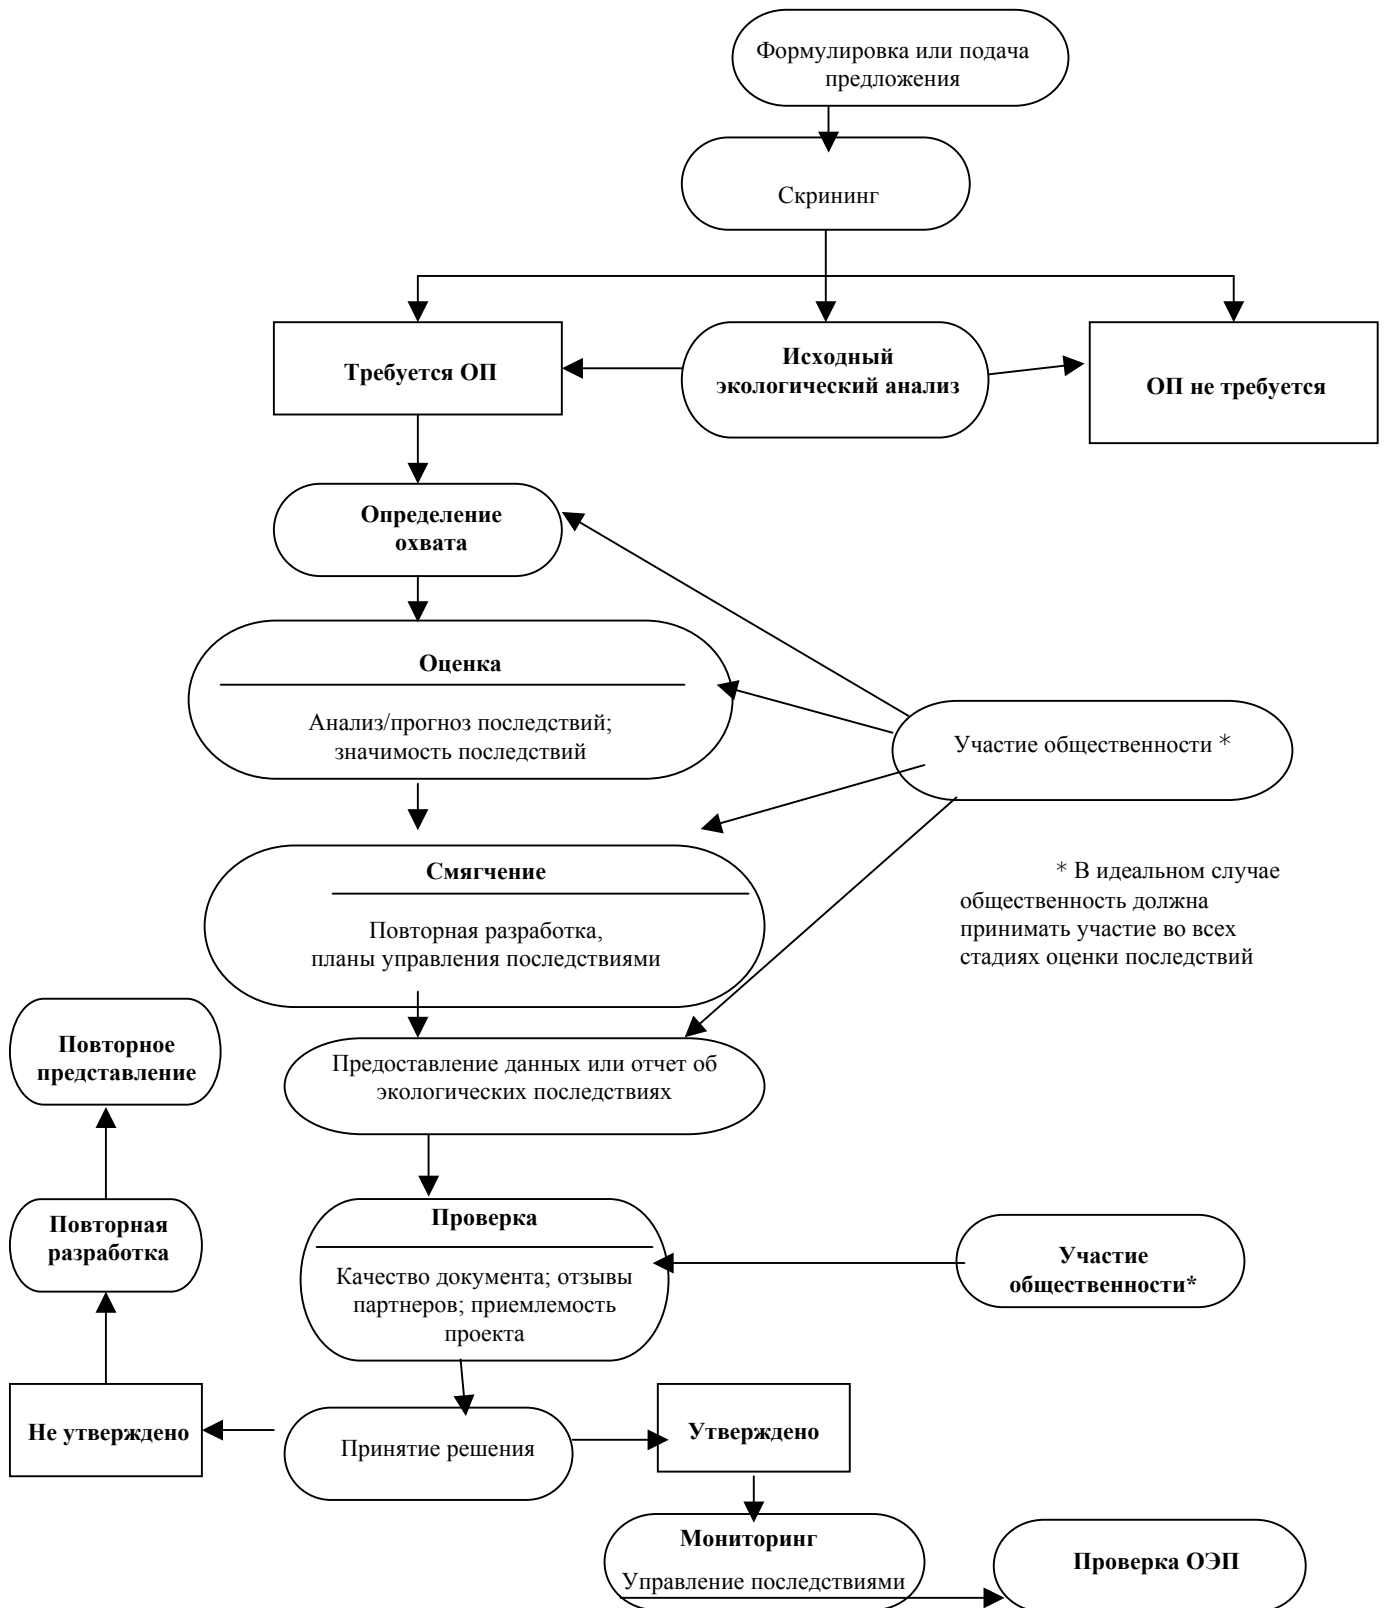 Формулировка или подача
предложения
Скрининг
Требуется ОП
Исходный
экологический анализ
ОП не требуется
Определение
охвата
Оценка
Анализ/прогноз последствий;
значимость последствий
Участие общественности *
Смягчение
Повторная разработка,
планы управления последствиями
* В идеальном случае
общественность должна
принимать участие во всех
стадиях оценки последствий
Повторное
представление
Предоставление данных или отчет об
экологических последствиях
Повторная
разработка
Проверка
Качество документа; отзывы
партнеров; приемлемость
проекта
Участие
общественности*
Не утверждено
Принятие решения
Утверждено
Мониторинг
Управление последствиями
Проверка ОЭП